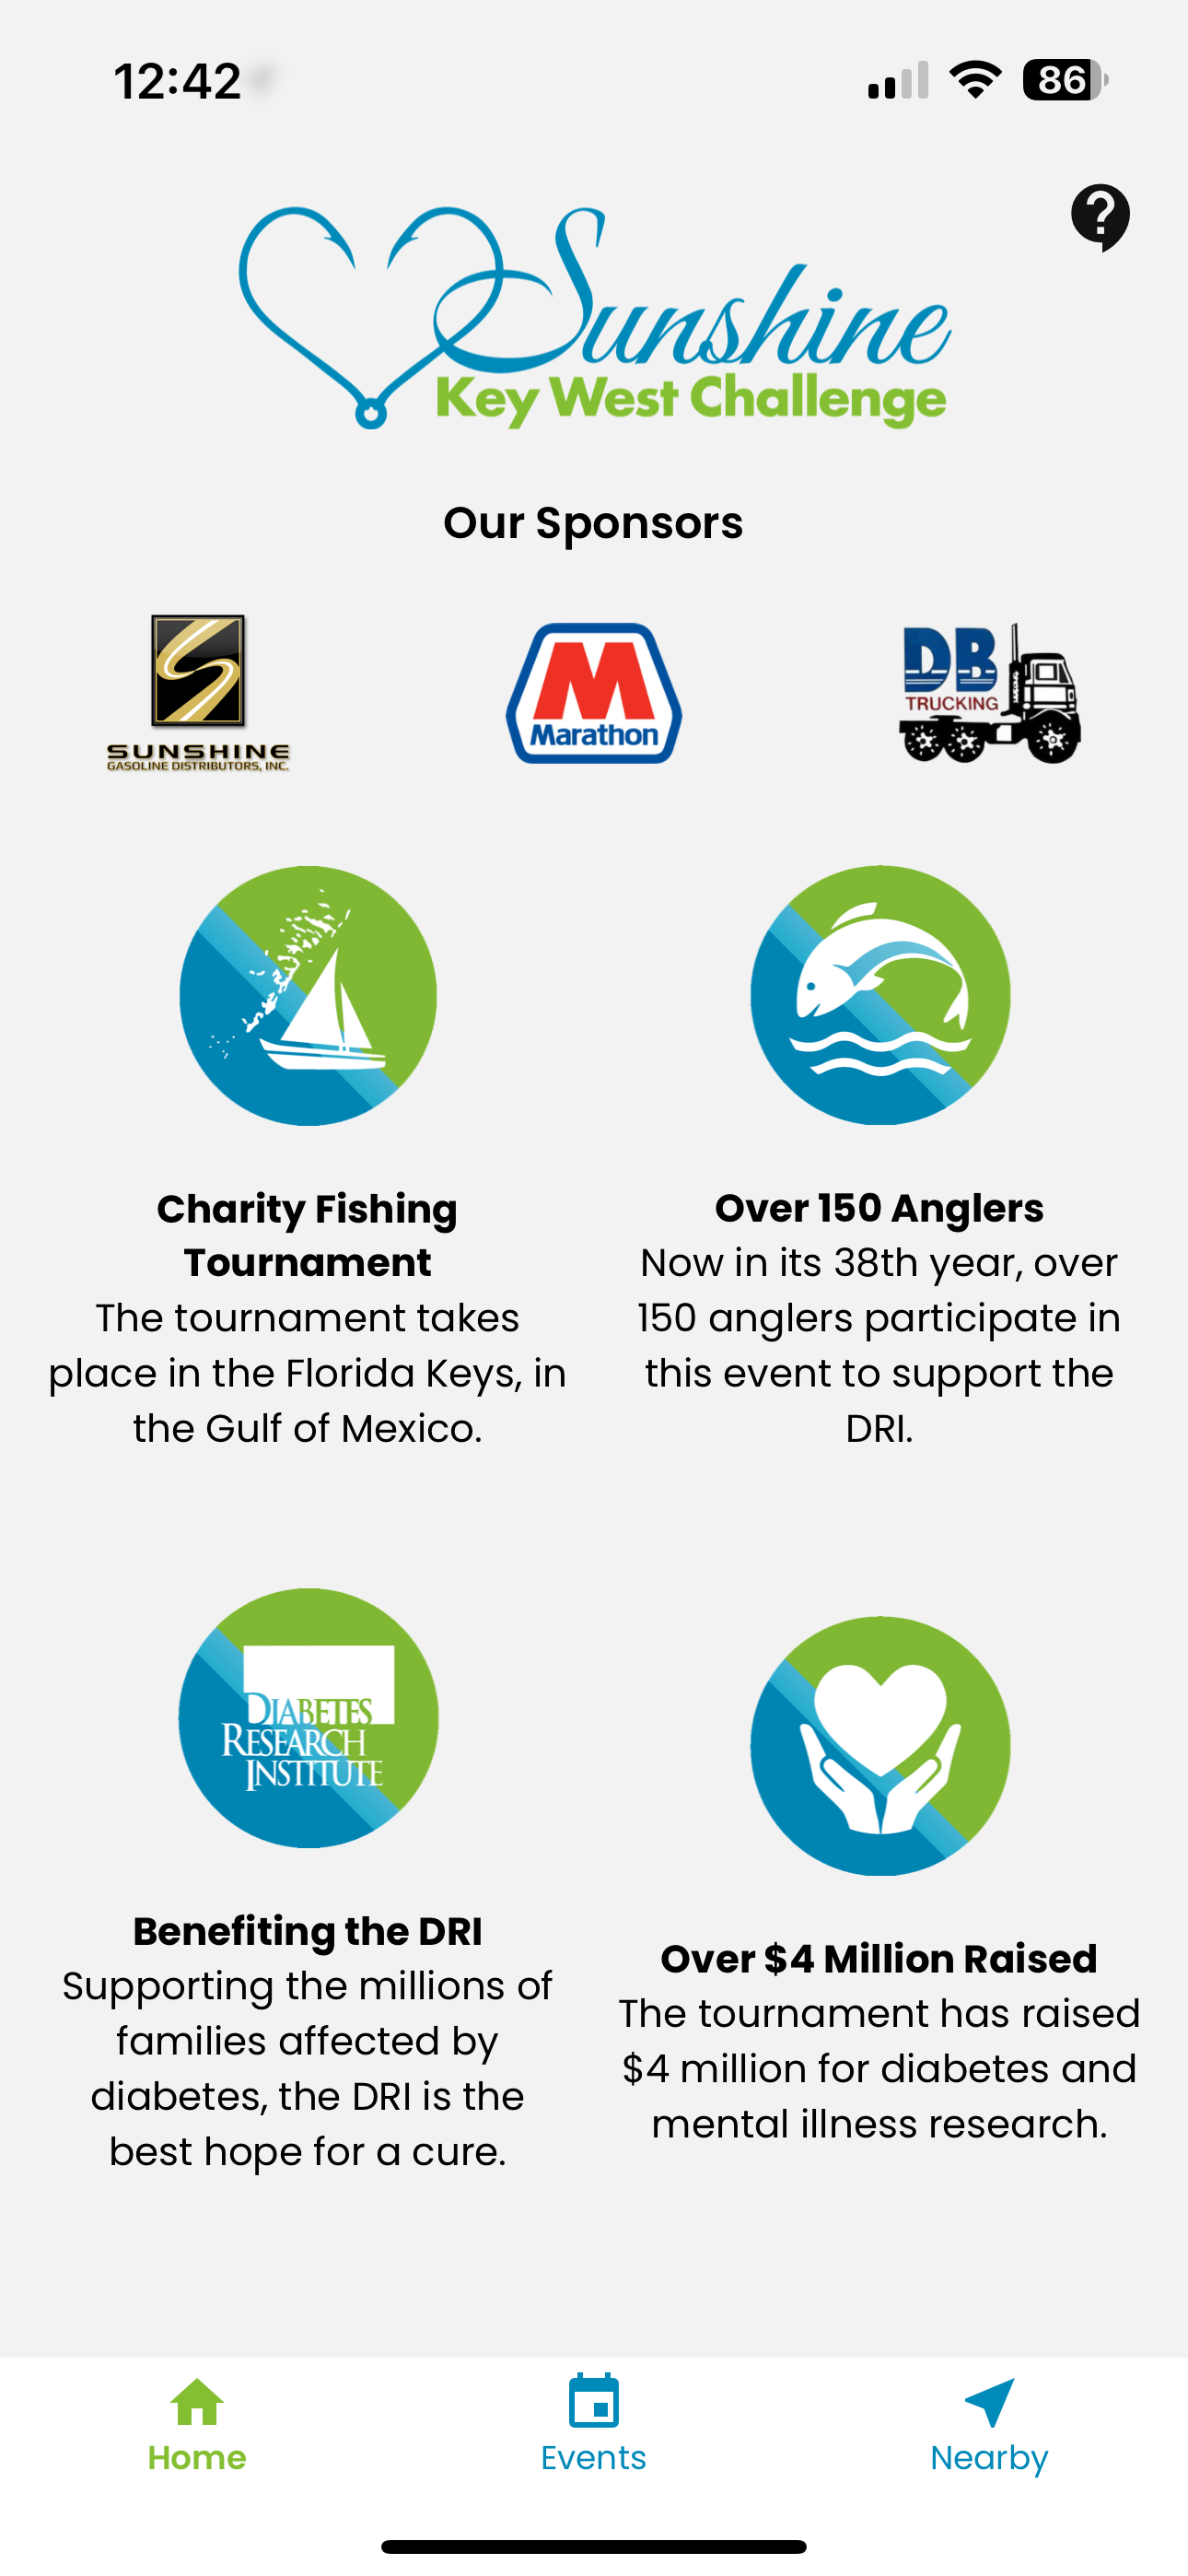 12:42
86
?
Sunshine
Key West Challenge
Our Sponsors
SUNSHINE
GASOLINE DISTRIBUTORS, INC.
M
Marathon
DB
TRUCKING
Charity Fishing
Tournament
The tournament takes
place in the Florida Keys, in
the Gulf of Mexico.
Over 150 Anglers
Now in its 38th year, over
150 anglers participate in
this event to support the
DRI.
DIABETES
RESEARCH
INSTITUTE
Benefiting the DRI
Supporting the millions of
families affected by
diabetes, the DRI is the
best hope for a cure.
Over $4 Million Raised
The tournament has raised
$4 million for diabetes and
mental illness research.
Home
Events
Nearby